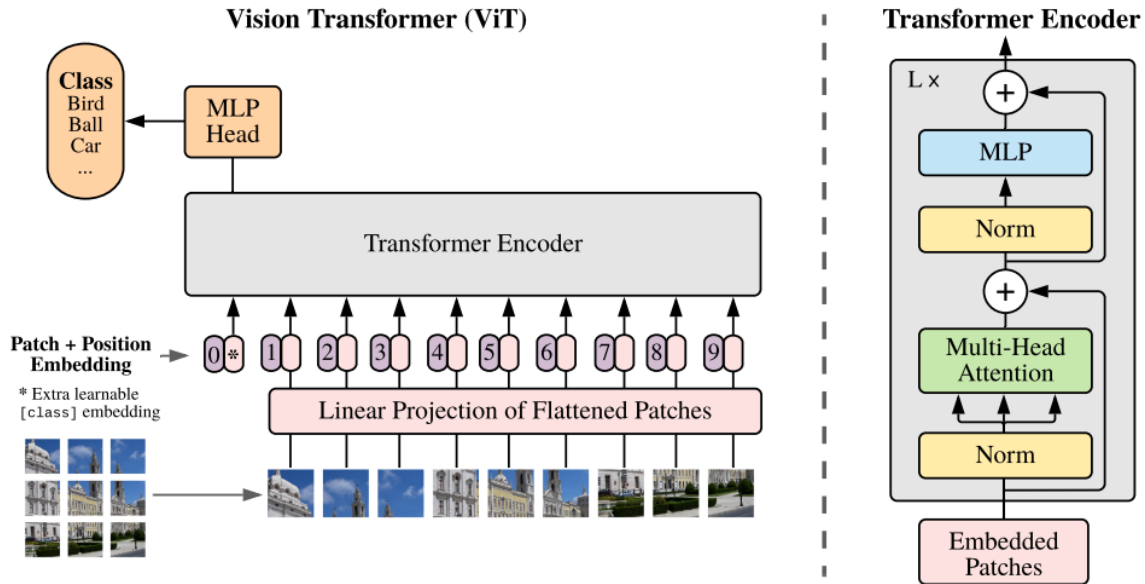 Vision Transformer (ViT)
Class
Bird
Ball
Car
...
MLP
Head
Transformer Encoder
Patch + Position
Embedding
* Extra learnable
[class] embedding
0 * 1 2 3 4 5 6 7 8 9
Linear Projection of Flattened Patches
Transformer Encoder
L ×
+
MLP
Norm
+
Multi-Head
Attention
Norm
Embedded
Patches